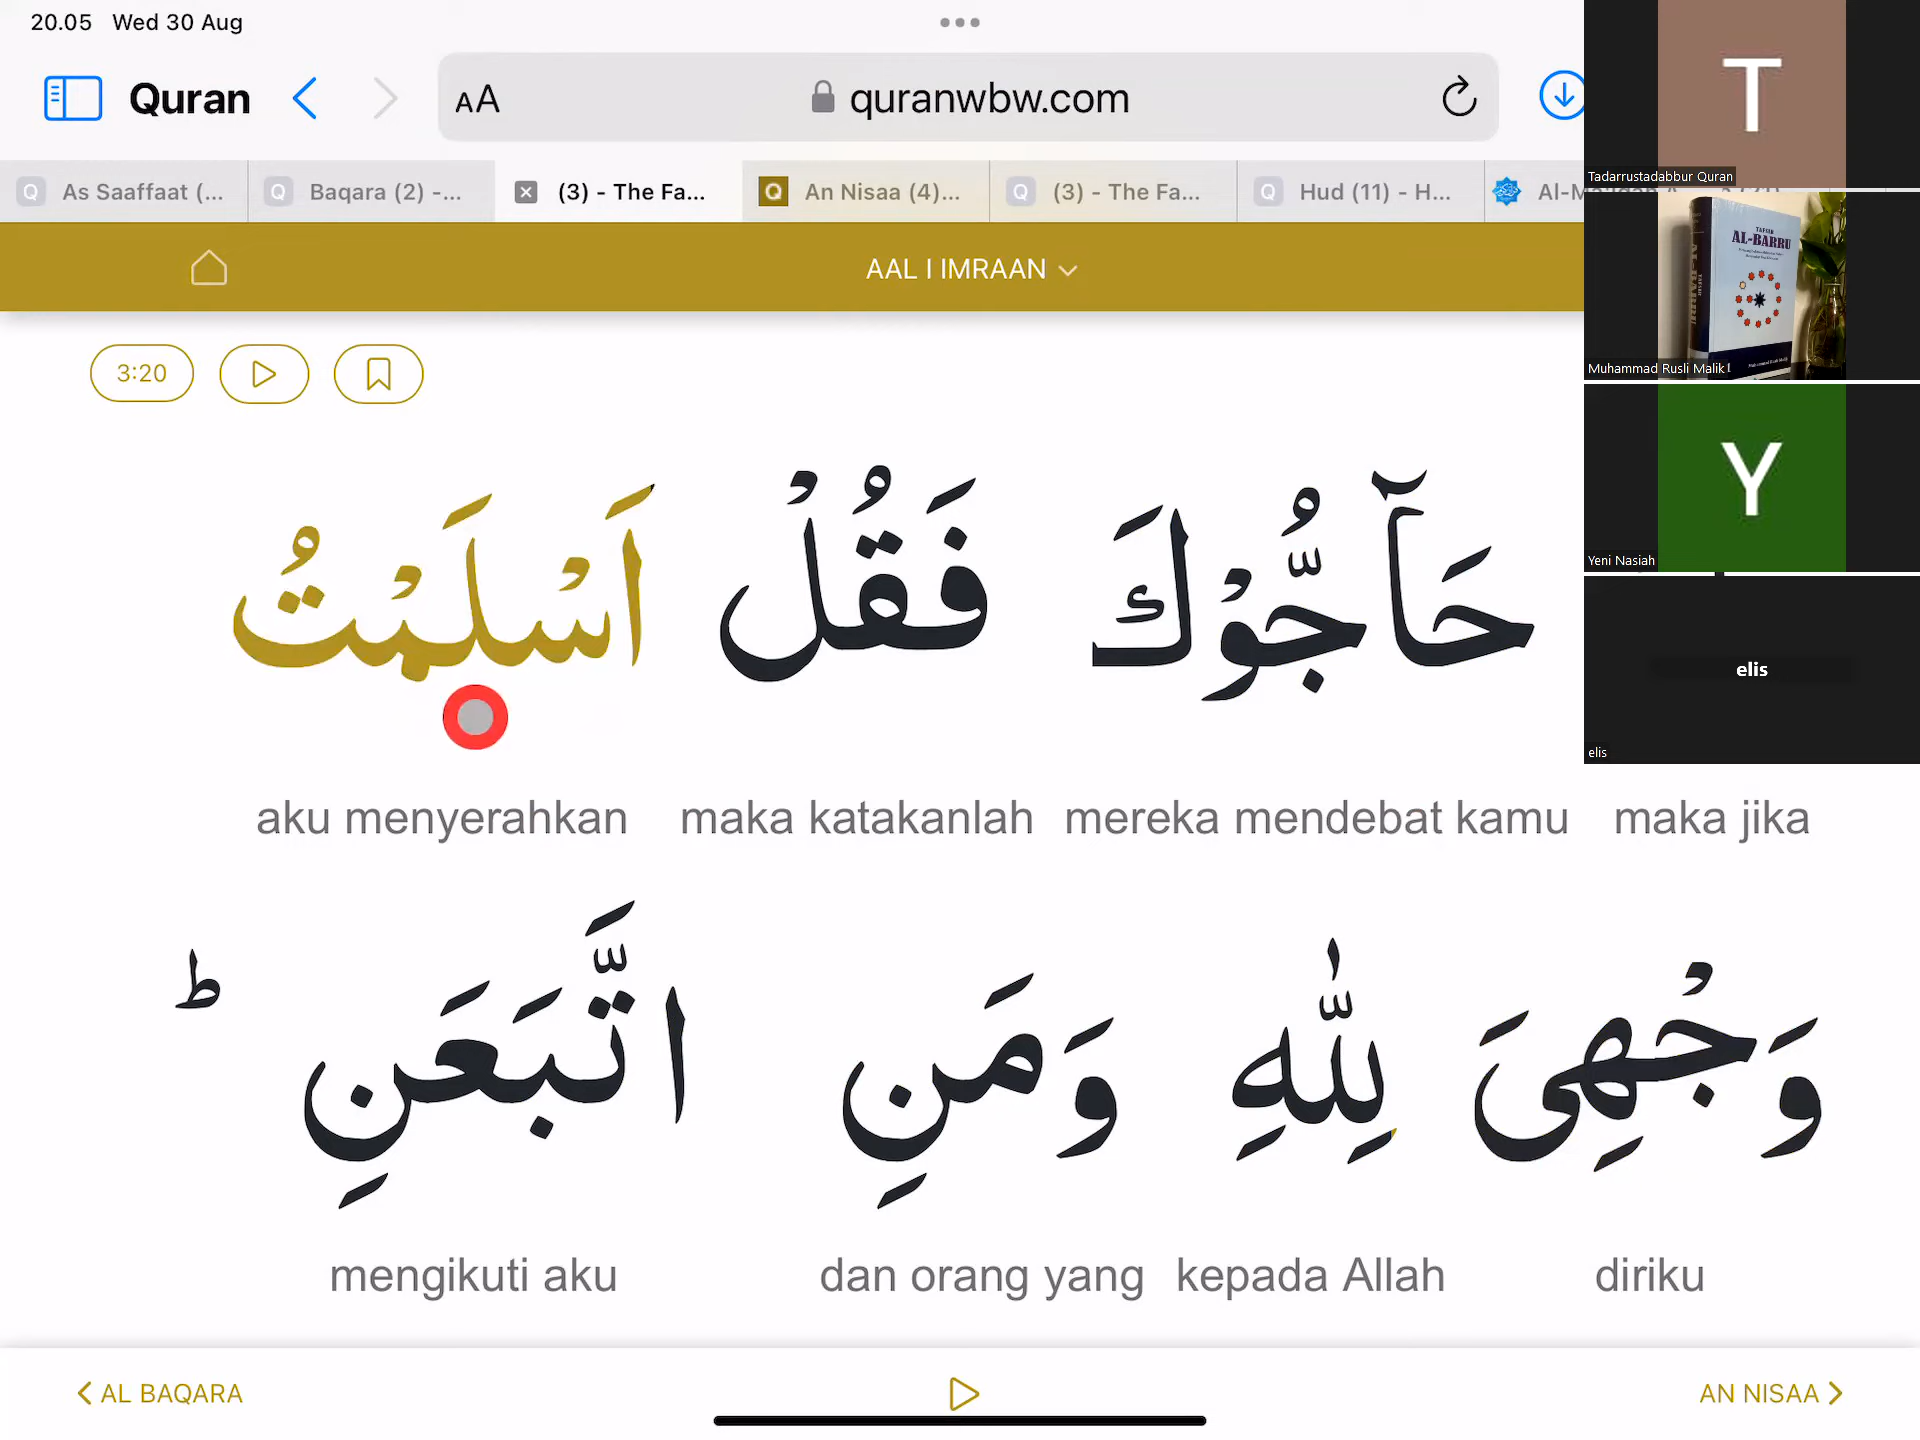 20.05 Wed 30 Aug
Quran AA quranwbw.com
As Saaffaat (... Baqara (2) -... (3) - The Fa... An Nisaa (4)... (3) - The Fa... Hud (11) - H...
AAL I IMRAAN
3:20
حَآجُّوْكَ فَقُلْ اَسْلَمْتُ
maka jika mereka mendebat kamu maka katakanlah aku menyerahkan
وَجْهِىَ لِلّٰهِ وَمَنِ اتَّبَعَنِ ؕ
diriku kepada Allah dan orang yang mengikuti aku
AL BAQARA AN NISAA
T
Tadarrustadabbur Quran
TAFSIR
AL-BARRU
Muhammad Rusli Malik
Y
Yeni Nasiah
elis
elis